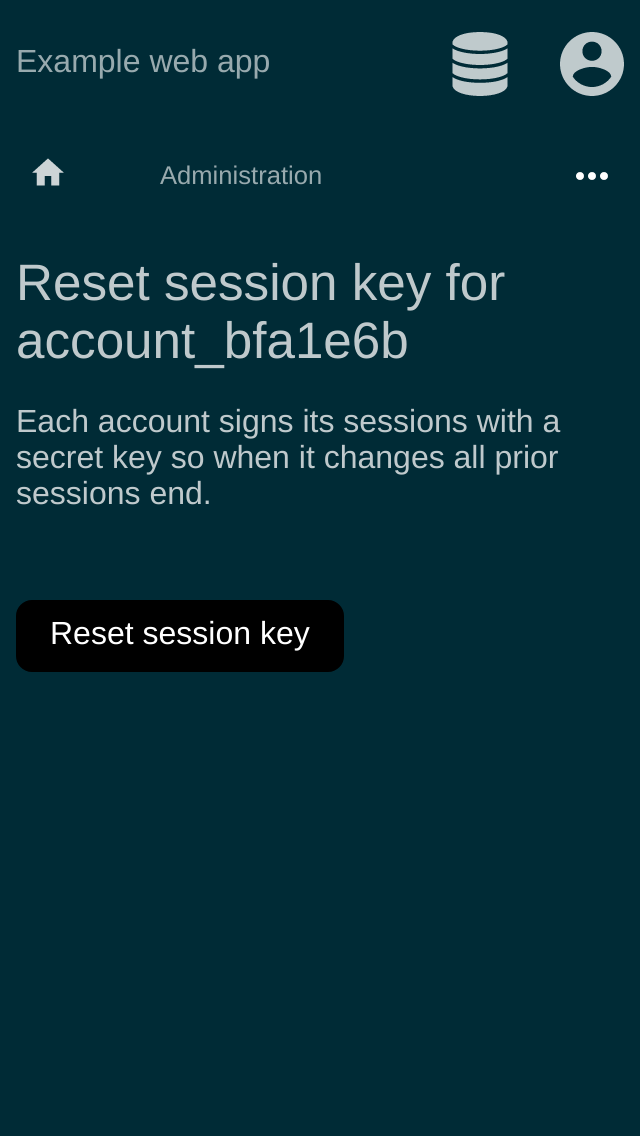 Example web app
Administration
Reset session key for
account_bfa1e6b
Each account signs its sessions with a
secret key so when it changes all prior
sessions end.
Reset session key